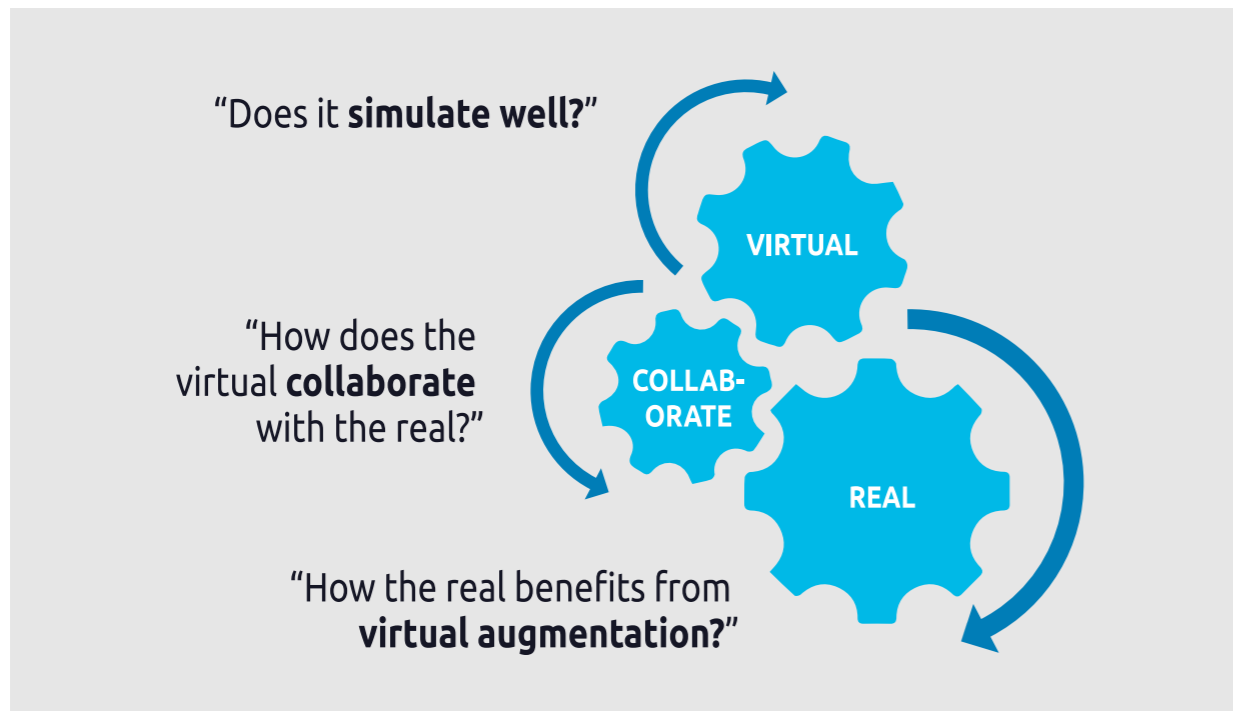 “Does it simulate well?”
VIRTUAL
“How does the
virtual collaborate
with the real?”
COLLAB-
ORATE
REAL
“How the real benefits from
virtual augmentation?”